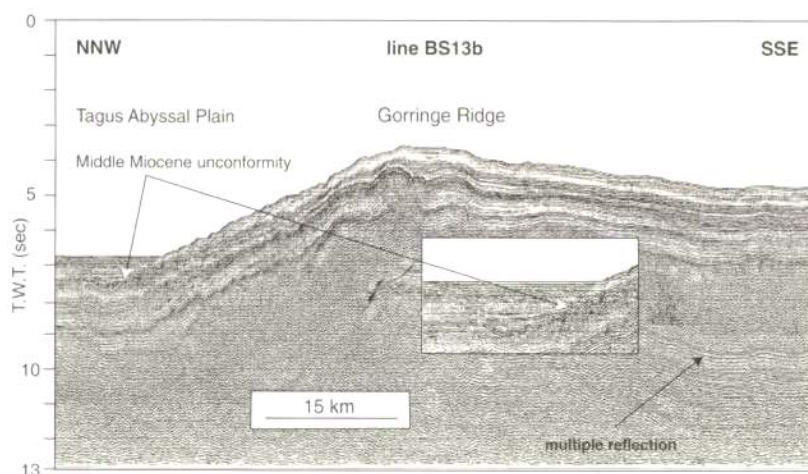 0
NNW line BS13b SSE
Tagus Abyssal Plain Gorringe Ridge
Middle Miocene unconformity
5
T.W.T. (sec)
10
15 km
multiple reflection
13